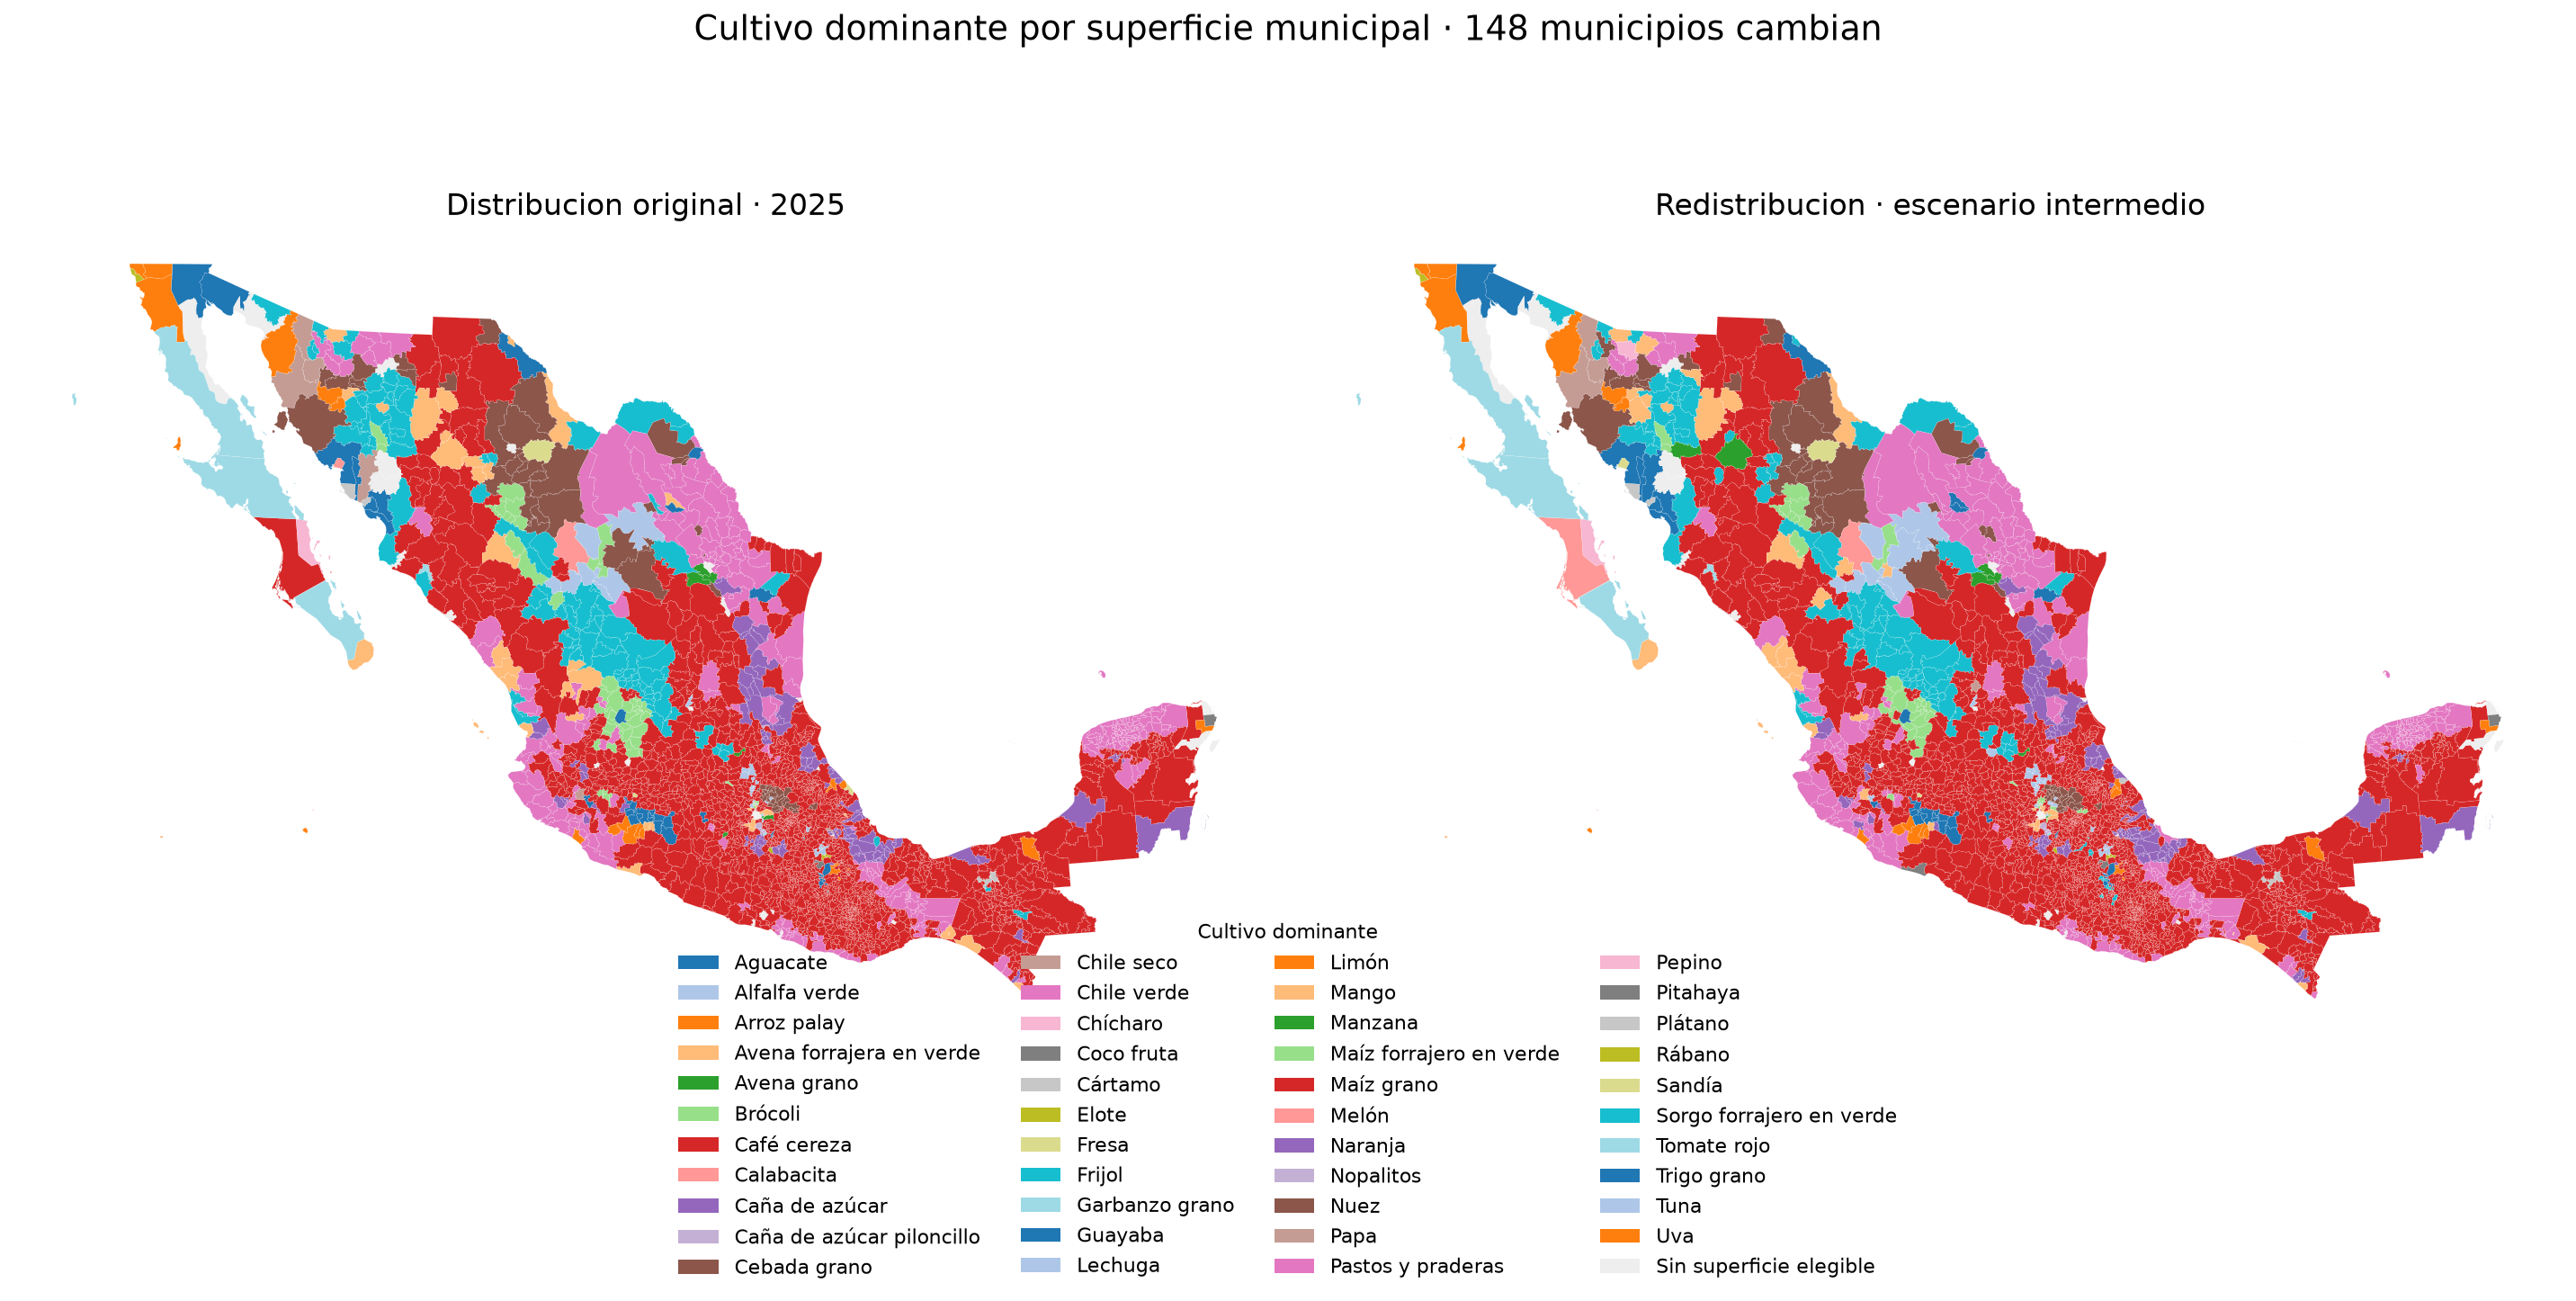 Cultivo dominante por superficie municipal · 148 municipios cambian
Distribucion original · 2025
Redistribucion · escenario intermedio
Cultivo dominante
Aguacate
Alfalfa verde
Arroz palay
Avena forrajera en verde
Avena grano
Brócoli
Café cereza
Calabacita
Caña de azúcar
Caña de azúcar piloncillo
Cebada grano
Chile seco
Chile verde
Chícharo
Coco fruta
Cártamo
Elote
Fresa
Frijol
Garbanzo grano
Guayaba
Lechuga
Limón
Mango
Manzana
Maíz forrajero en verde
Maíz grano
Melón
Naranja
Nopalitos
Nuez
Papa
Pastos y praderas
Pepino
Pitahaya
Plátano
Rábano
Sandía
Sorgo forrajero en verde
Tomate rojo
Trigo grano
Tuna
Uva
Sin superficie elegible